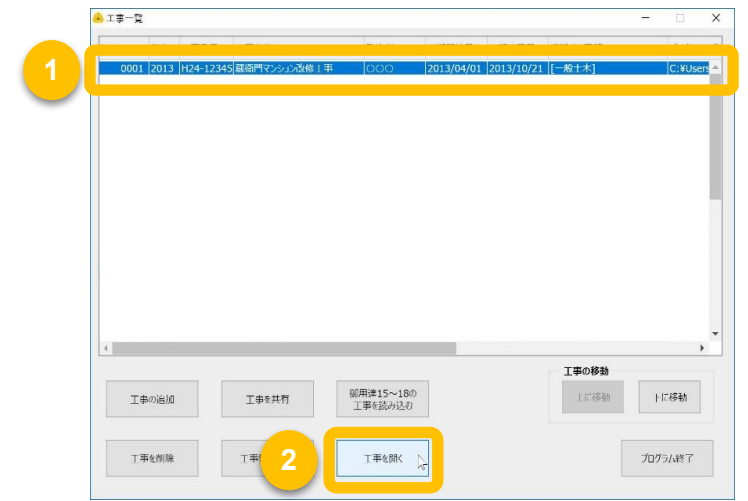 工事一覧
1
0001 2013 H24-12345 蔵衛門マンション改修工事 ○○○ 2013/04/01 2013/10/21 [一般土木] C:¥Users
工事の移動
工事の追加
工事を共有
御用達15～18の
工事を読み込む
上に移動
下に移動
工事を削除
2
工事を開く
プログラム終了